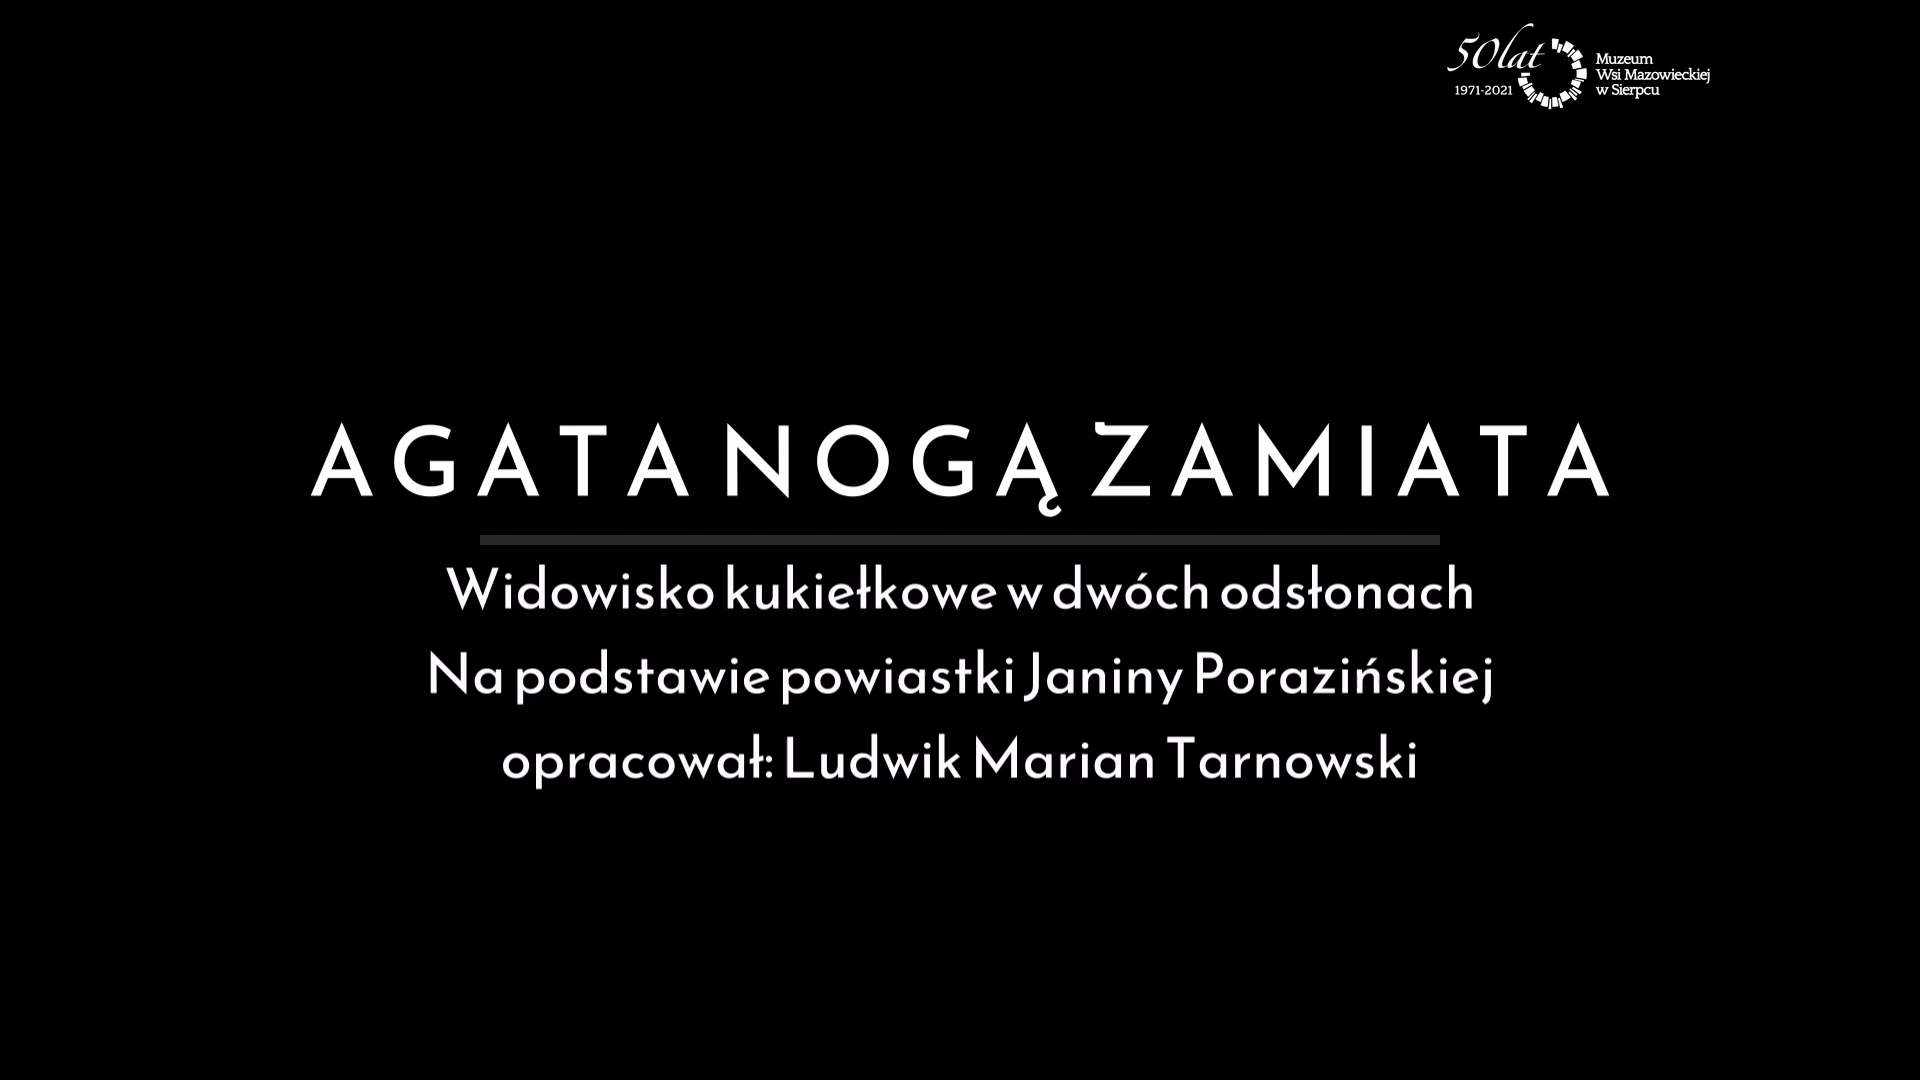 50lat
1971-2021
Muzeum
Wsi Mazowieckiej
w Sierpcu
AGATA NOGĄ ZAMIATA
Widowisko kukiełkowe w dwóch odsłonach
Na podstawie powiastki Janiny Porazińskiej
opracował: Ludwik Marian Tarnowski